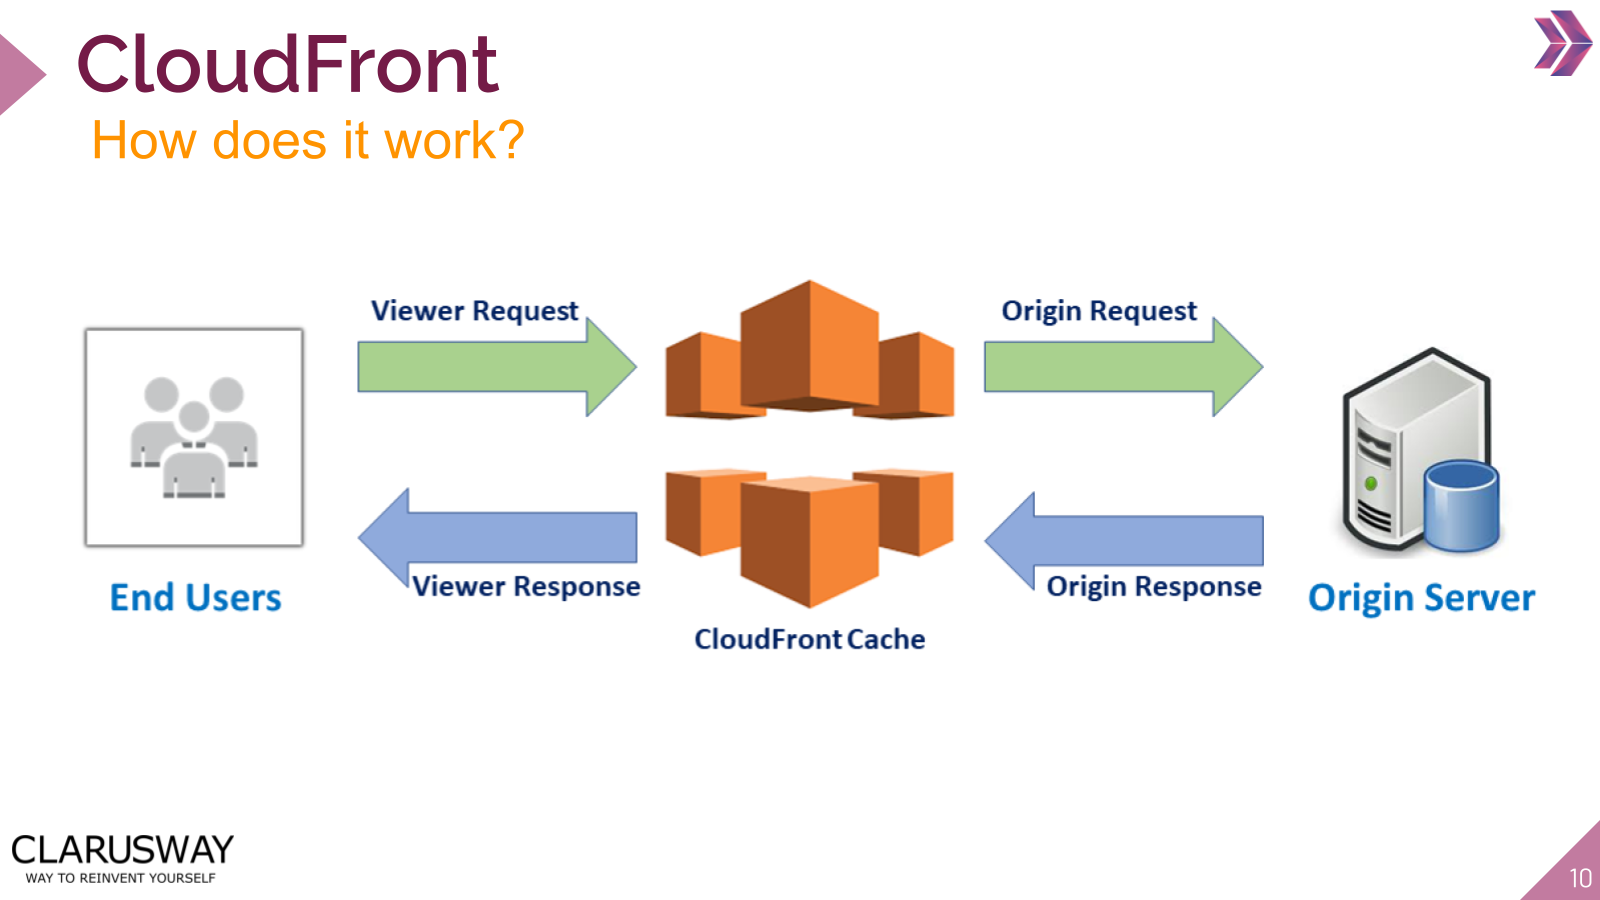 CloudFront
How does it work?
Viewer Request
Origin Request
Viewer Response
Origin Response
End Users
Origin Server
CloudFront Cache
CLARUSWAY
WAY TO REINVENT YOURSELF
10